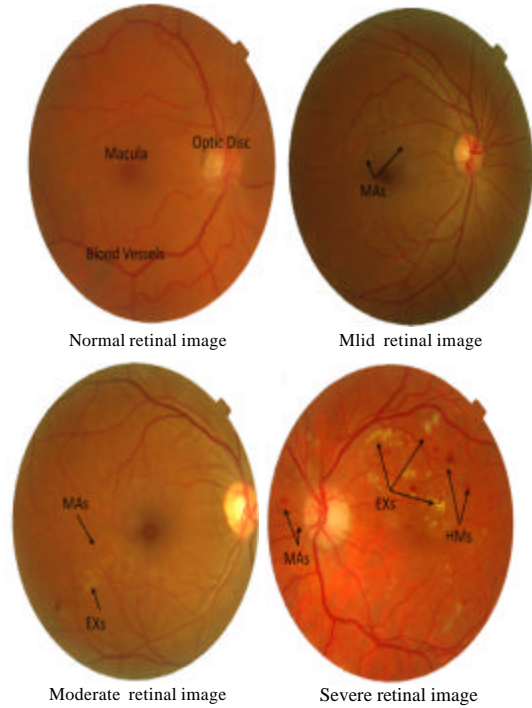 Optic Disc
Macula
Blood Vessels
MAs
Normal retinal image
Mlid retinal image
MAs
EXs
EXs
HMs
MAs
Moderate retinal image
Severe retinal image